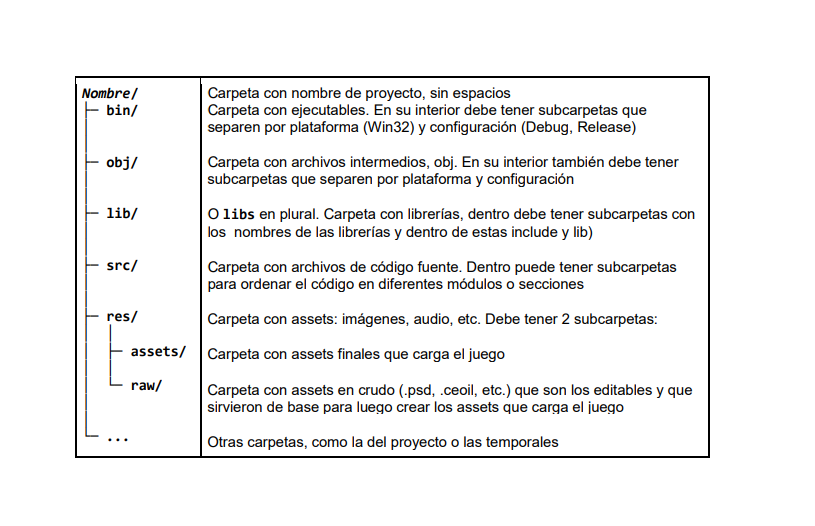 Nombre/ Carpeta con nombre de proyecto, sin espacios
bin/ Carpeta con ejecutables. En su interior debe tener subcarpetas que
separen por plataforma (Win32) y configuración (Debug, Release)
obj/ Carpeta con archivos intermedios, obj. En su interior también debe tener
subcarpetas que separen por plataforma y configuración
lib/ O libs en plural. Carpeta con librerías, dentro debe tener subcarpetas con
los nombres de las librerías y dentro de estas include y lib)
src/ Carpeta con archivos de código fuente. Dentro puede tener subcarpetas
para ordenar el código en diferentes módulos o secciones
res/ Carpeta con assets: imágenes, audio, etc. Debe tener 2 subcarpetas:
assets/ Carpeta con assets finales que carga el juego
raw/ Carpeta con assets en crudo (.psd, .ceoil, etc.) que son los editables y que
sirvieron de base para luego crear los assets que carga el juego
... Otras carpetas, como la del proyecto o las temporales